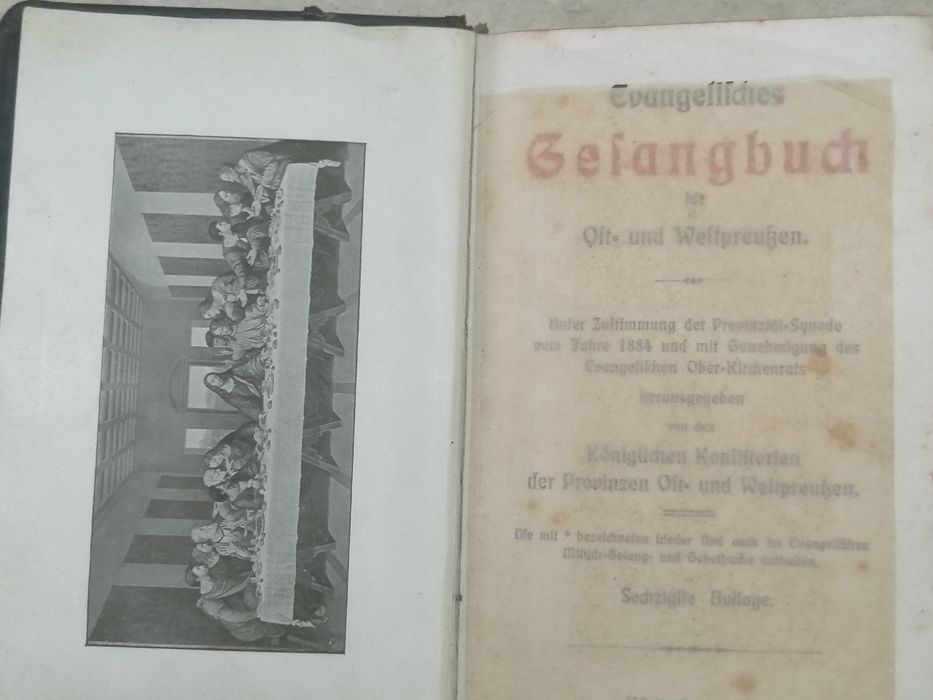 Evangelisches
Gesangbuch
für
Ost- und Westpreußen.
Unter Zustimmung der Provinzial-Synode
vom Jahre 1884 und mit Genehmigung des
Evangelischen Ober-Kirchenrats
herausgegeben
von den
Königlichen Konsistorien
der Provinzen Ost- und Westpreußen.
Die mit * bezeichneten Lieder sind auch im Evangelischen
Militär-Gesang- und Gebetbuche enthalten.
Sechzigste Auflage.